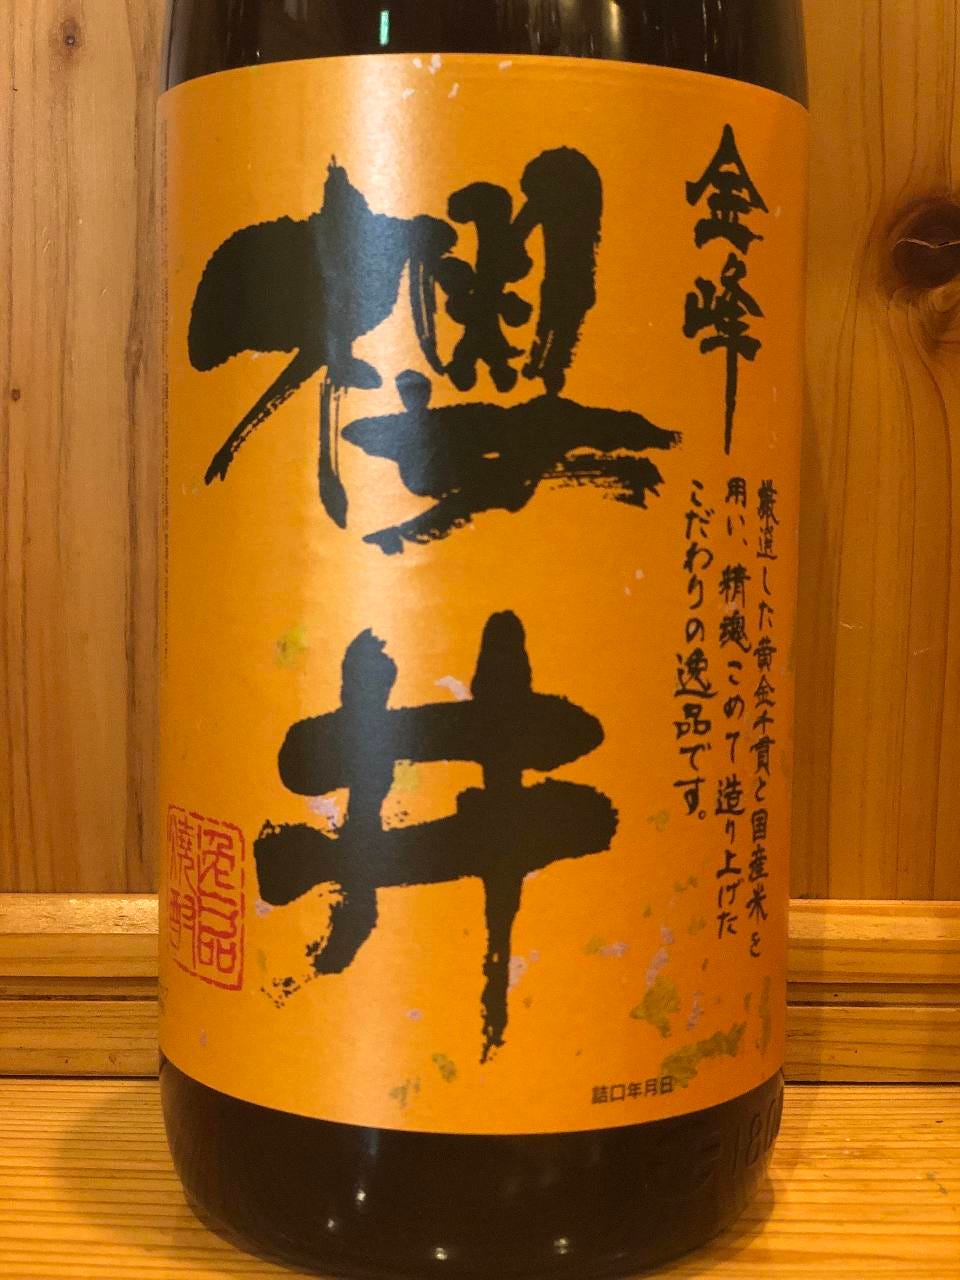 金峰
櫻井
厳選した黄金千貫と国産米を
用い、精魂こめて造り上げた
こだわりの逸品です。
逸品
焼酎
詰口年月日